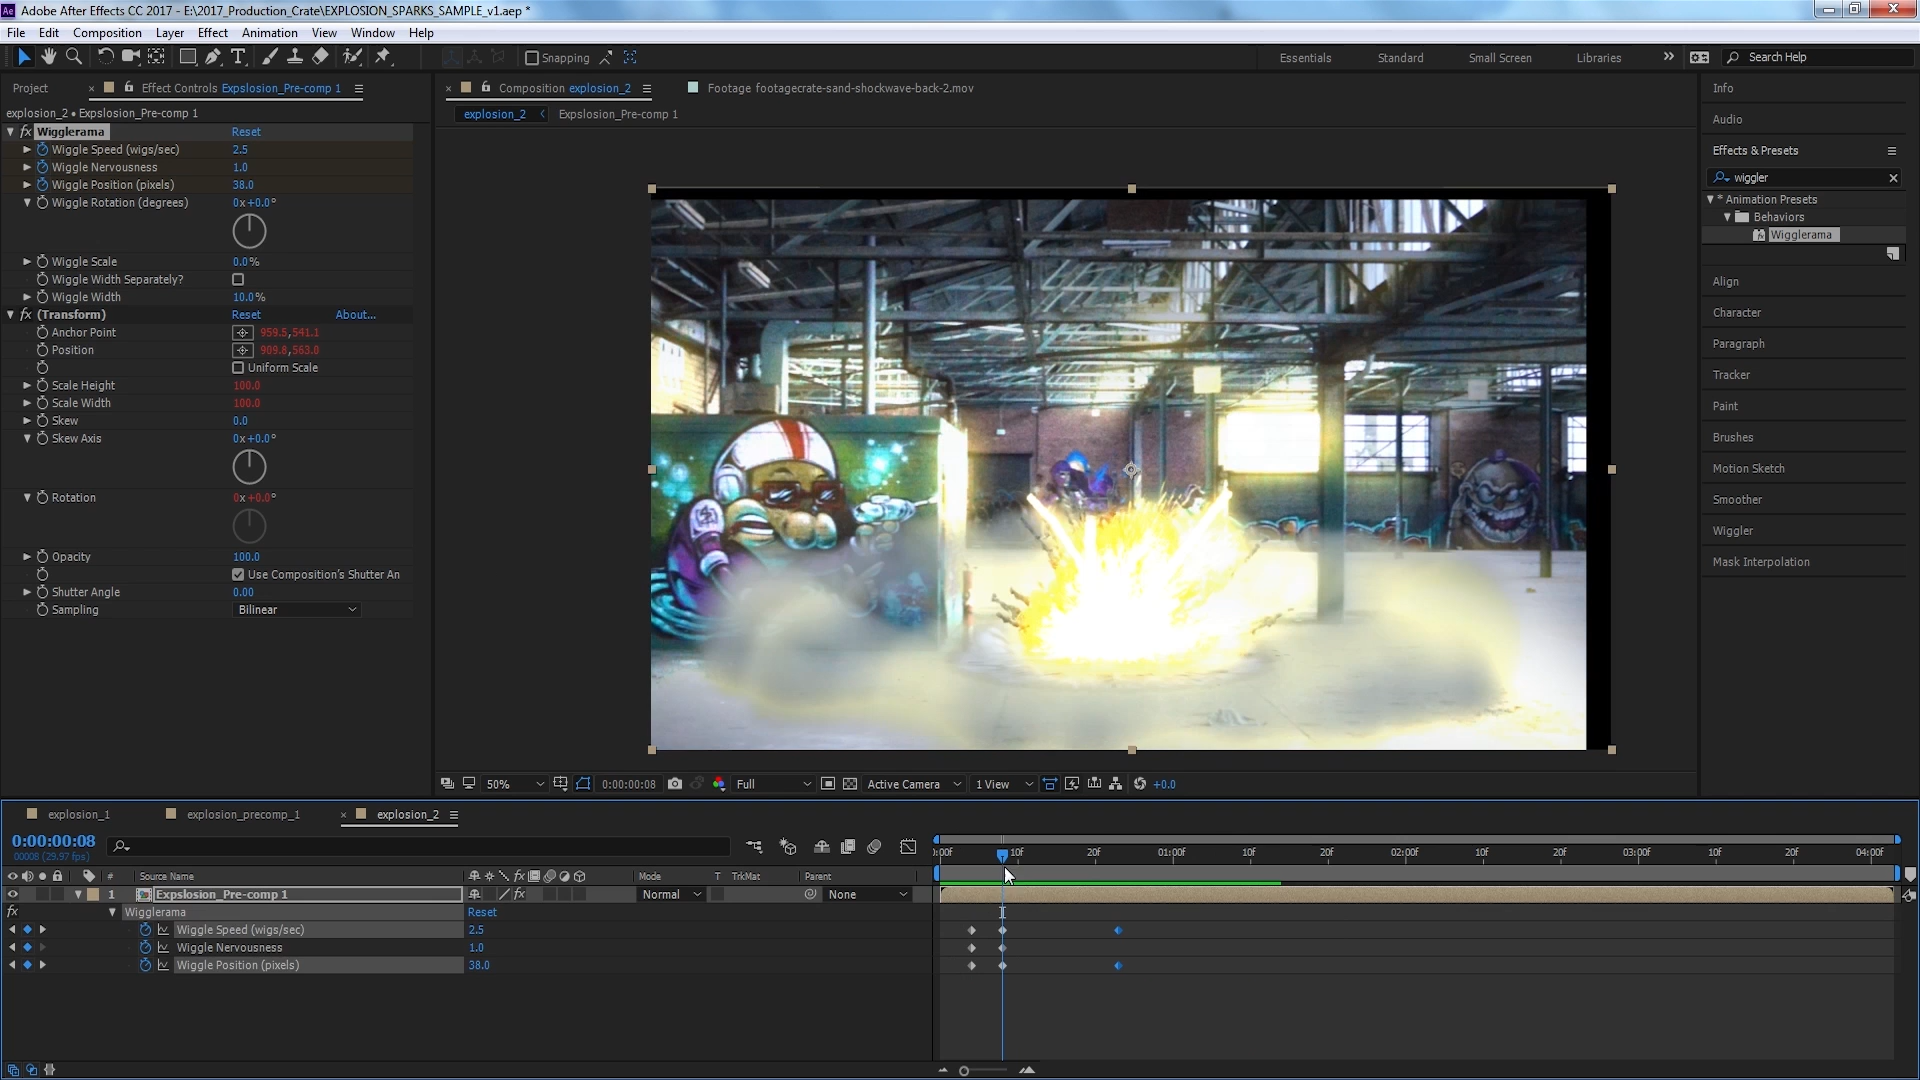 Ae Adobe After Effects CC 2017 - E:\2017_Production_Crate\EXPLOSION_SPARKS_SAMPLE_v1.aep *
File Edit Composition Layer Effect Animation View Window Help
Snapping Essentials Standard Small Screen Libraries Search Help
Project × Effect Controls Expslosion_Pre-comp 1
× Composition explosion_2 Footage footagecrate-sand-shockwave-back-2.mov
explosion_2 • Expslosion_Pre-comp 1
explosion_2 Expslosion_Pre-comp 1
fx Wigglerama Reset
Wiggle Speed (wigs/sec) 2.5
Wiggle Nervousness 1.0
Wiggle Position (pixels) 38.0
Wiggle Rotation (degrees) 0x+0.0°
Wiggle Scale 0.0%
Wiggle Width Separately?
Wiggle Width 10.0%
fx (Transform) Reset About...
Anchor Point 959.5,541.1
Position 909.8,563.0
Uniform Scale
Scale Height 100.0
Scale Width 100.0
Skew 0.0
Skew Axis 0x+0.0°
Rotation 0x+0.0°
Opacity 100.0
Use Composition's Shutter An
Shutter Angle 0.00
Sampling Bilinear
Info
Audio
Effects & Presets
wiggler
* Animation Presets
Behaviors
Wigglerama
Align
Character
Paragraph
Tracker
Paint
Brushes
Motion Sketch
Smoother
Wiggler
Mask Interpolation
50% 0:00:00:08 Full Active Camera 1 View +0.0
explosion_1 explosion_precomp_1 × explosion_2
0:00:00:08
00008 (29.97 fps)
0:00f 10f 20f 01:00f 10f 20f 02:00f 10f 20f 03:00f 10f 20f 04:00f
# Source Name fx Mode T TrkMat Parent
1 Expslosion_Pre-comp 1 fx Normal None
fx Wigglerama Reset
Wiggle Speed (wigs/sec) 2.5
Wiggle Nervousness 1.0
Wiggle Position (pixels) 38.0